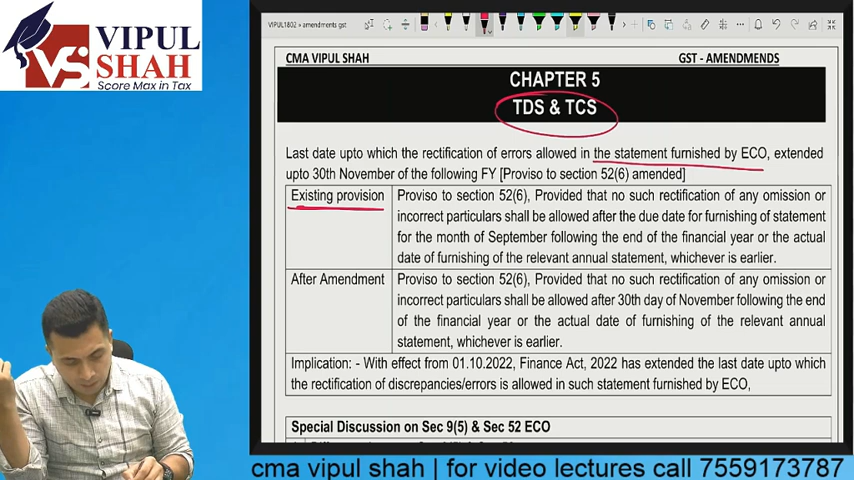 VIPUL
SHAH
Score Max in Tax
VS
VIPUL1802 + amendments gst
CMA VIPUL SHAH GST - AMENDMENDS
CHAPTER 5
TDS & TCS
Last date upto which the rectification of errors allowed in the statement furnished by ECO, extended
upto 30th November of the following FY [Proviso to section 52(6) amended]
Existing provision Proviso to section 52(6), Provided that no such rectification of any omission or
incorrect particulars shall be allowed after the due date for furnishing of statement
for the month of September following the end of the financial year or the actual
date of furnishing of the relevant annual statement, whichever is earlier.
After Amendment Proviso to section 52(6), Provided that no such rectification of any omission or
incorrect particulars shall be allowed after 30th day of November following the end
of the financial year or the actual date of furnishing of the relevant annual
statement, whichever is earlier.
Implication: - With effect from 01.10.2022, Finance Act, 2022 has extended the last date upto which
the rectification of discrepancies/errors is allowed in such statement furnished by ECO,
Special Discussion on Sec 9(5) & Sec 52 ECO
cma vipul shah | for video lectures call 7559173787